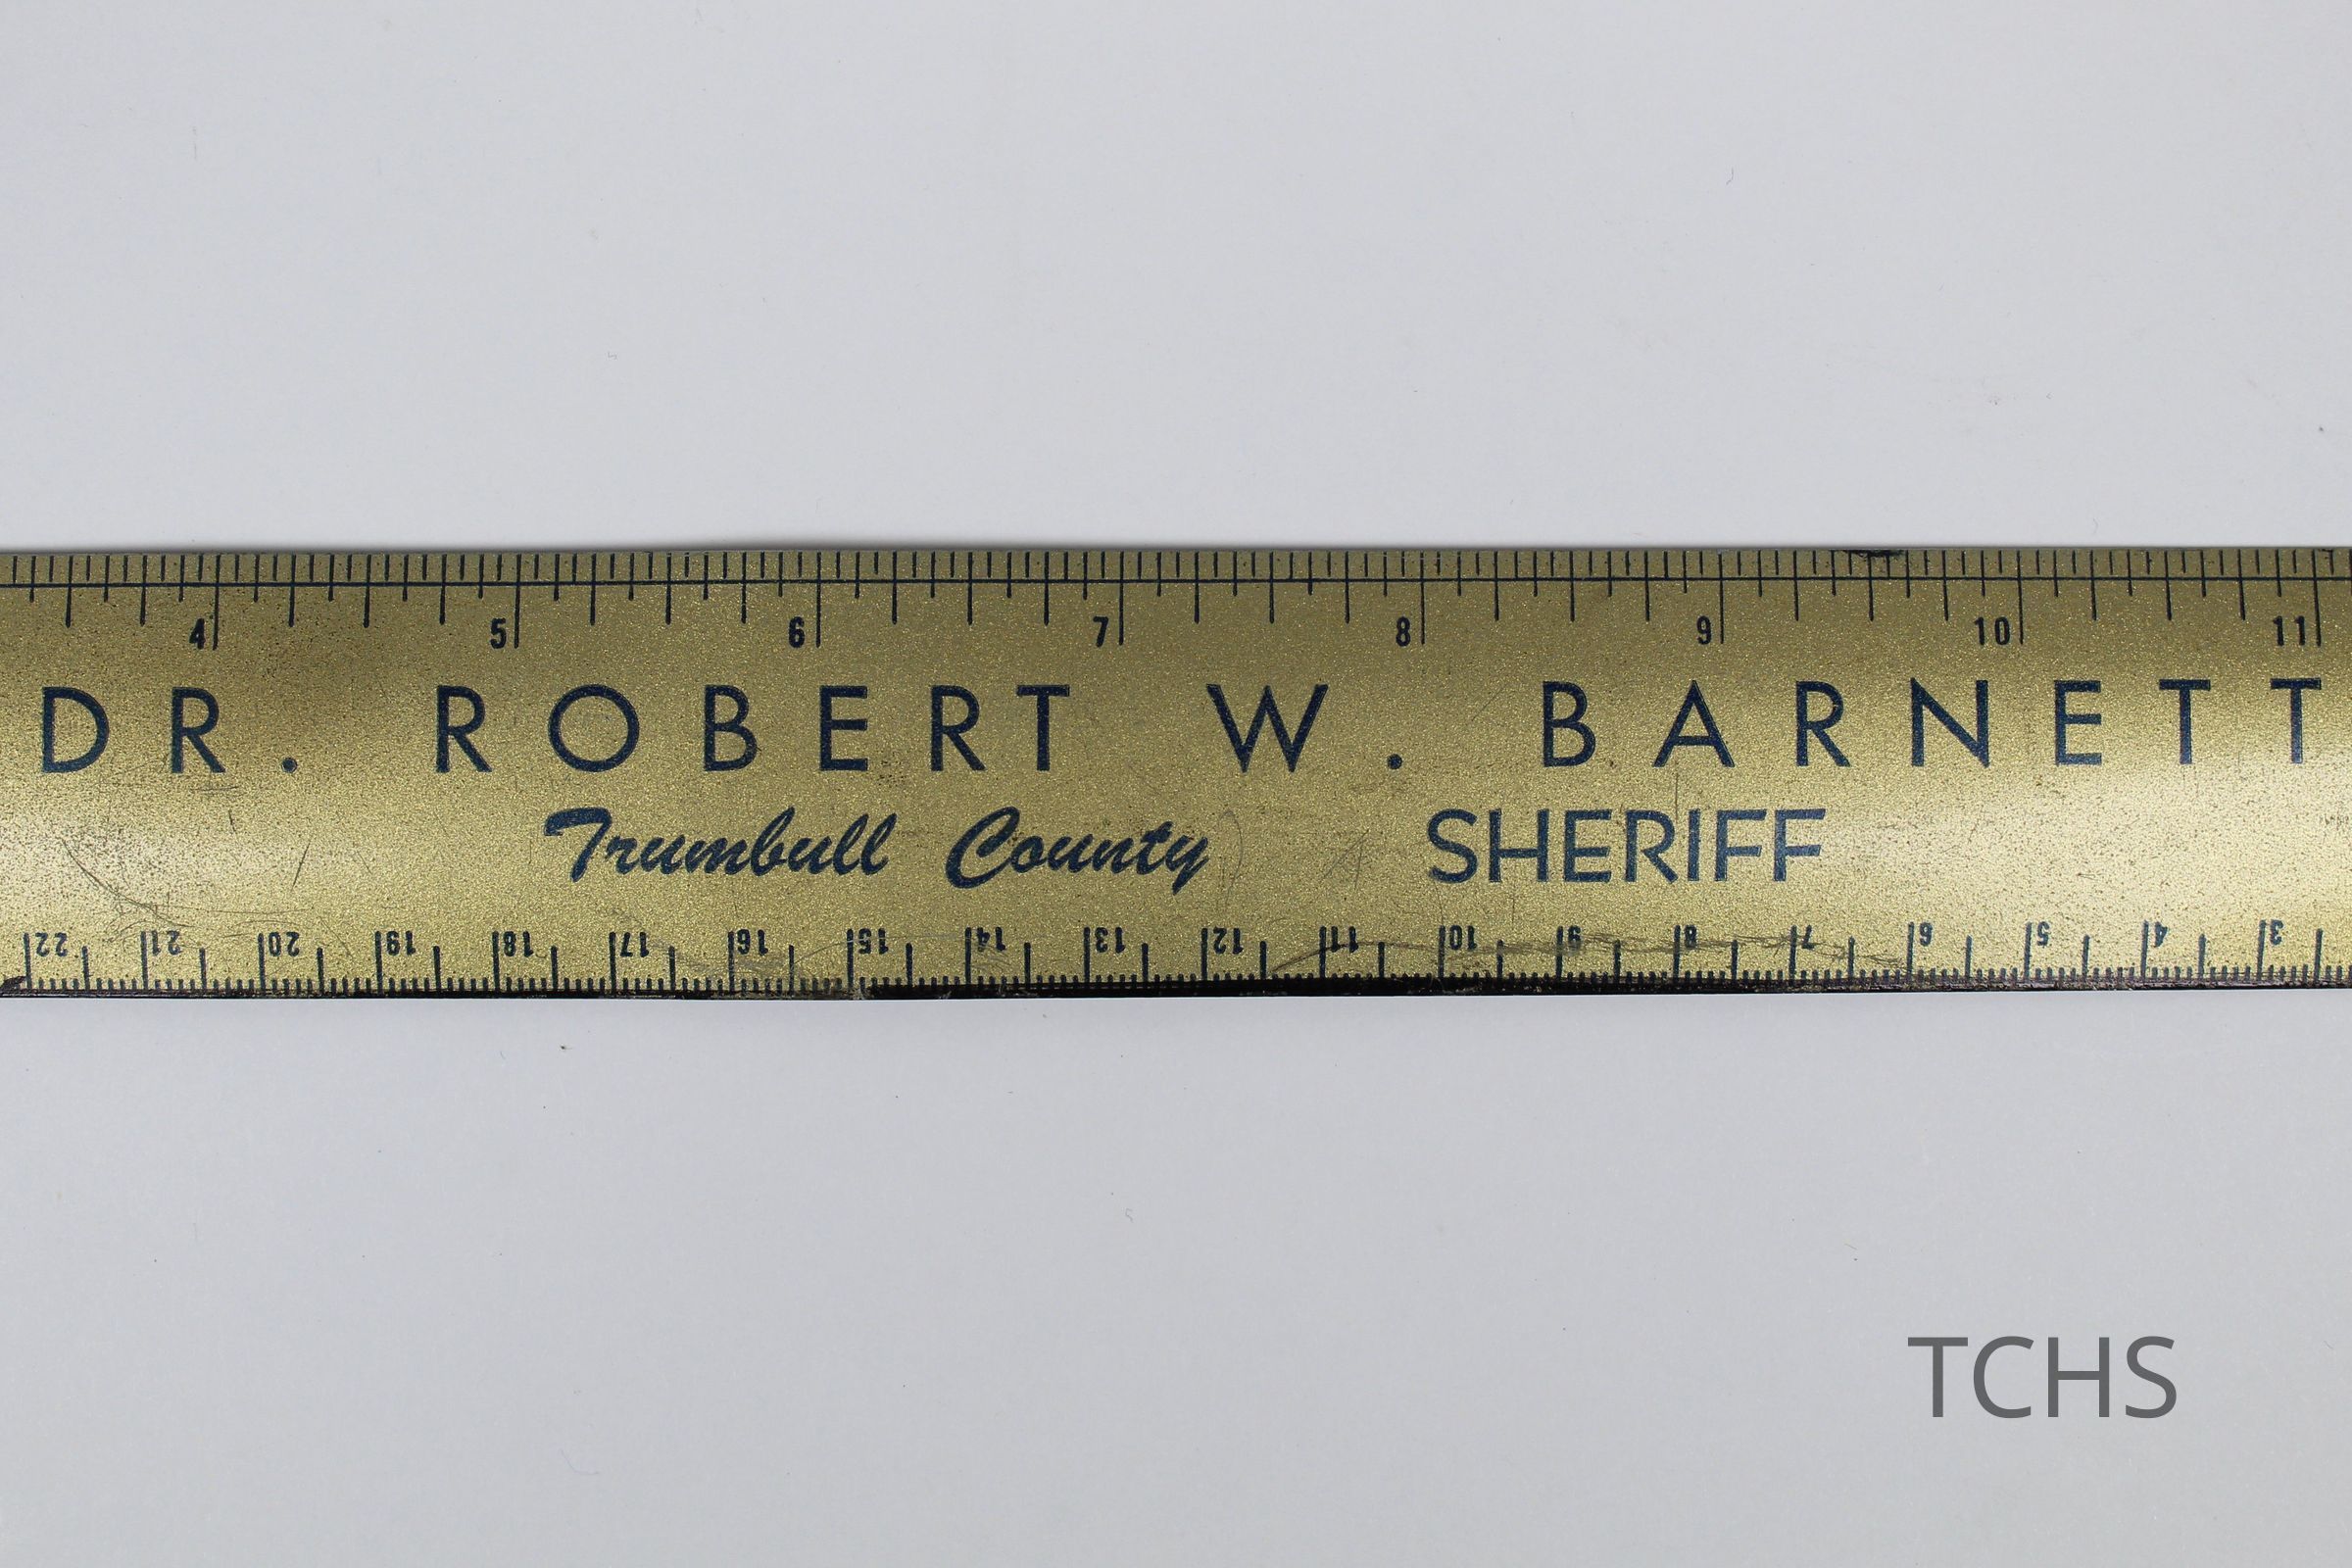 4 5 6 7 8 9 10 11
DR. ROBERT W. BARNETT
Trumbull County SHERIFF
22 21 20 19 18 17 16 15 14 13 12 11 10 9 8 7 6 5 4 3
TCHS